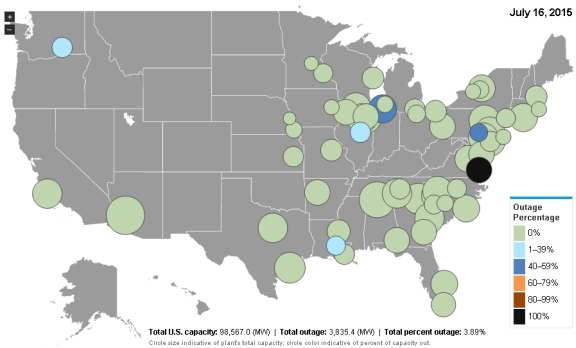 July 16, 2015
+
−
Outage
Percentage
0%
1–39%
40–59%
60–79%
80–99%
100%
Total U.S. capacity: 98,567.0 (MW) | Total outage: 3,835.4 (MW) | Total percent outage: 3.89%
Circle size indicative of plant's total capacity; circle color indicative of percent of capacity out.